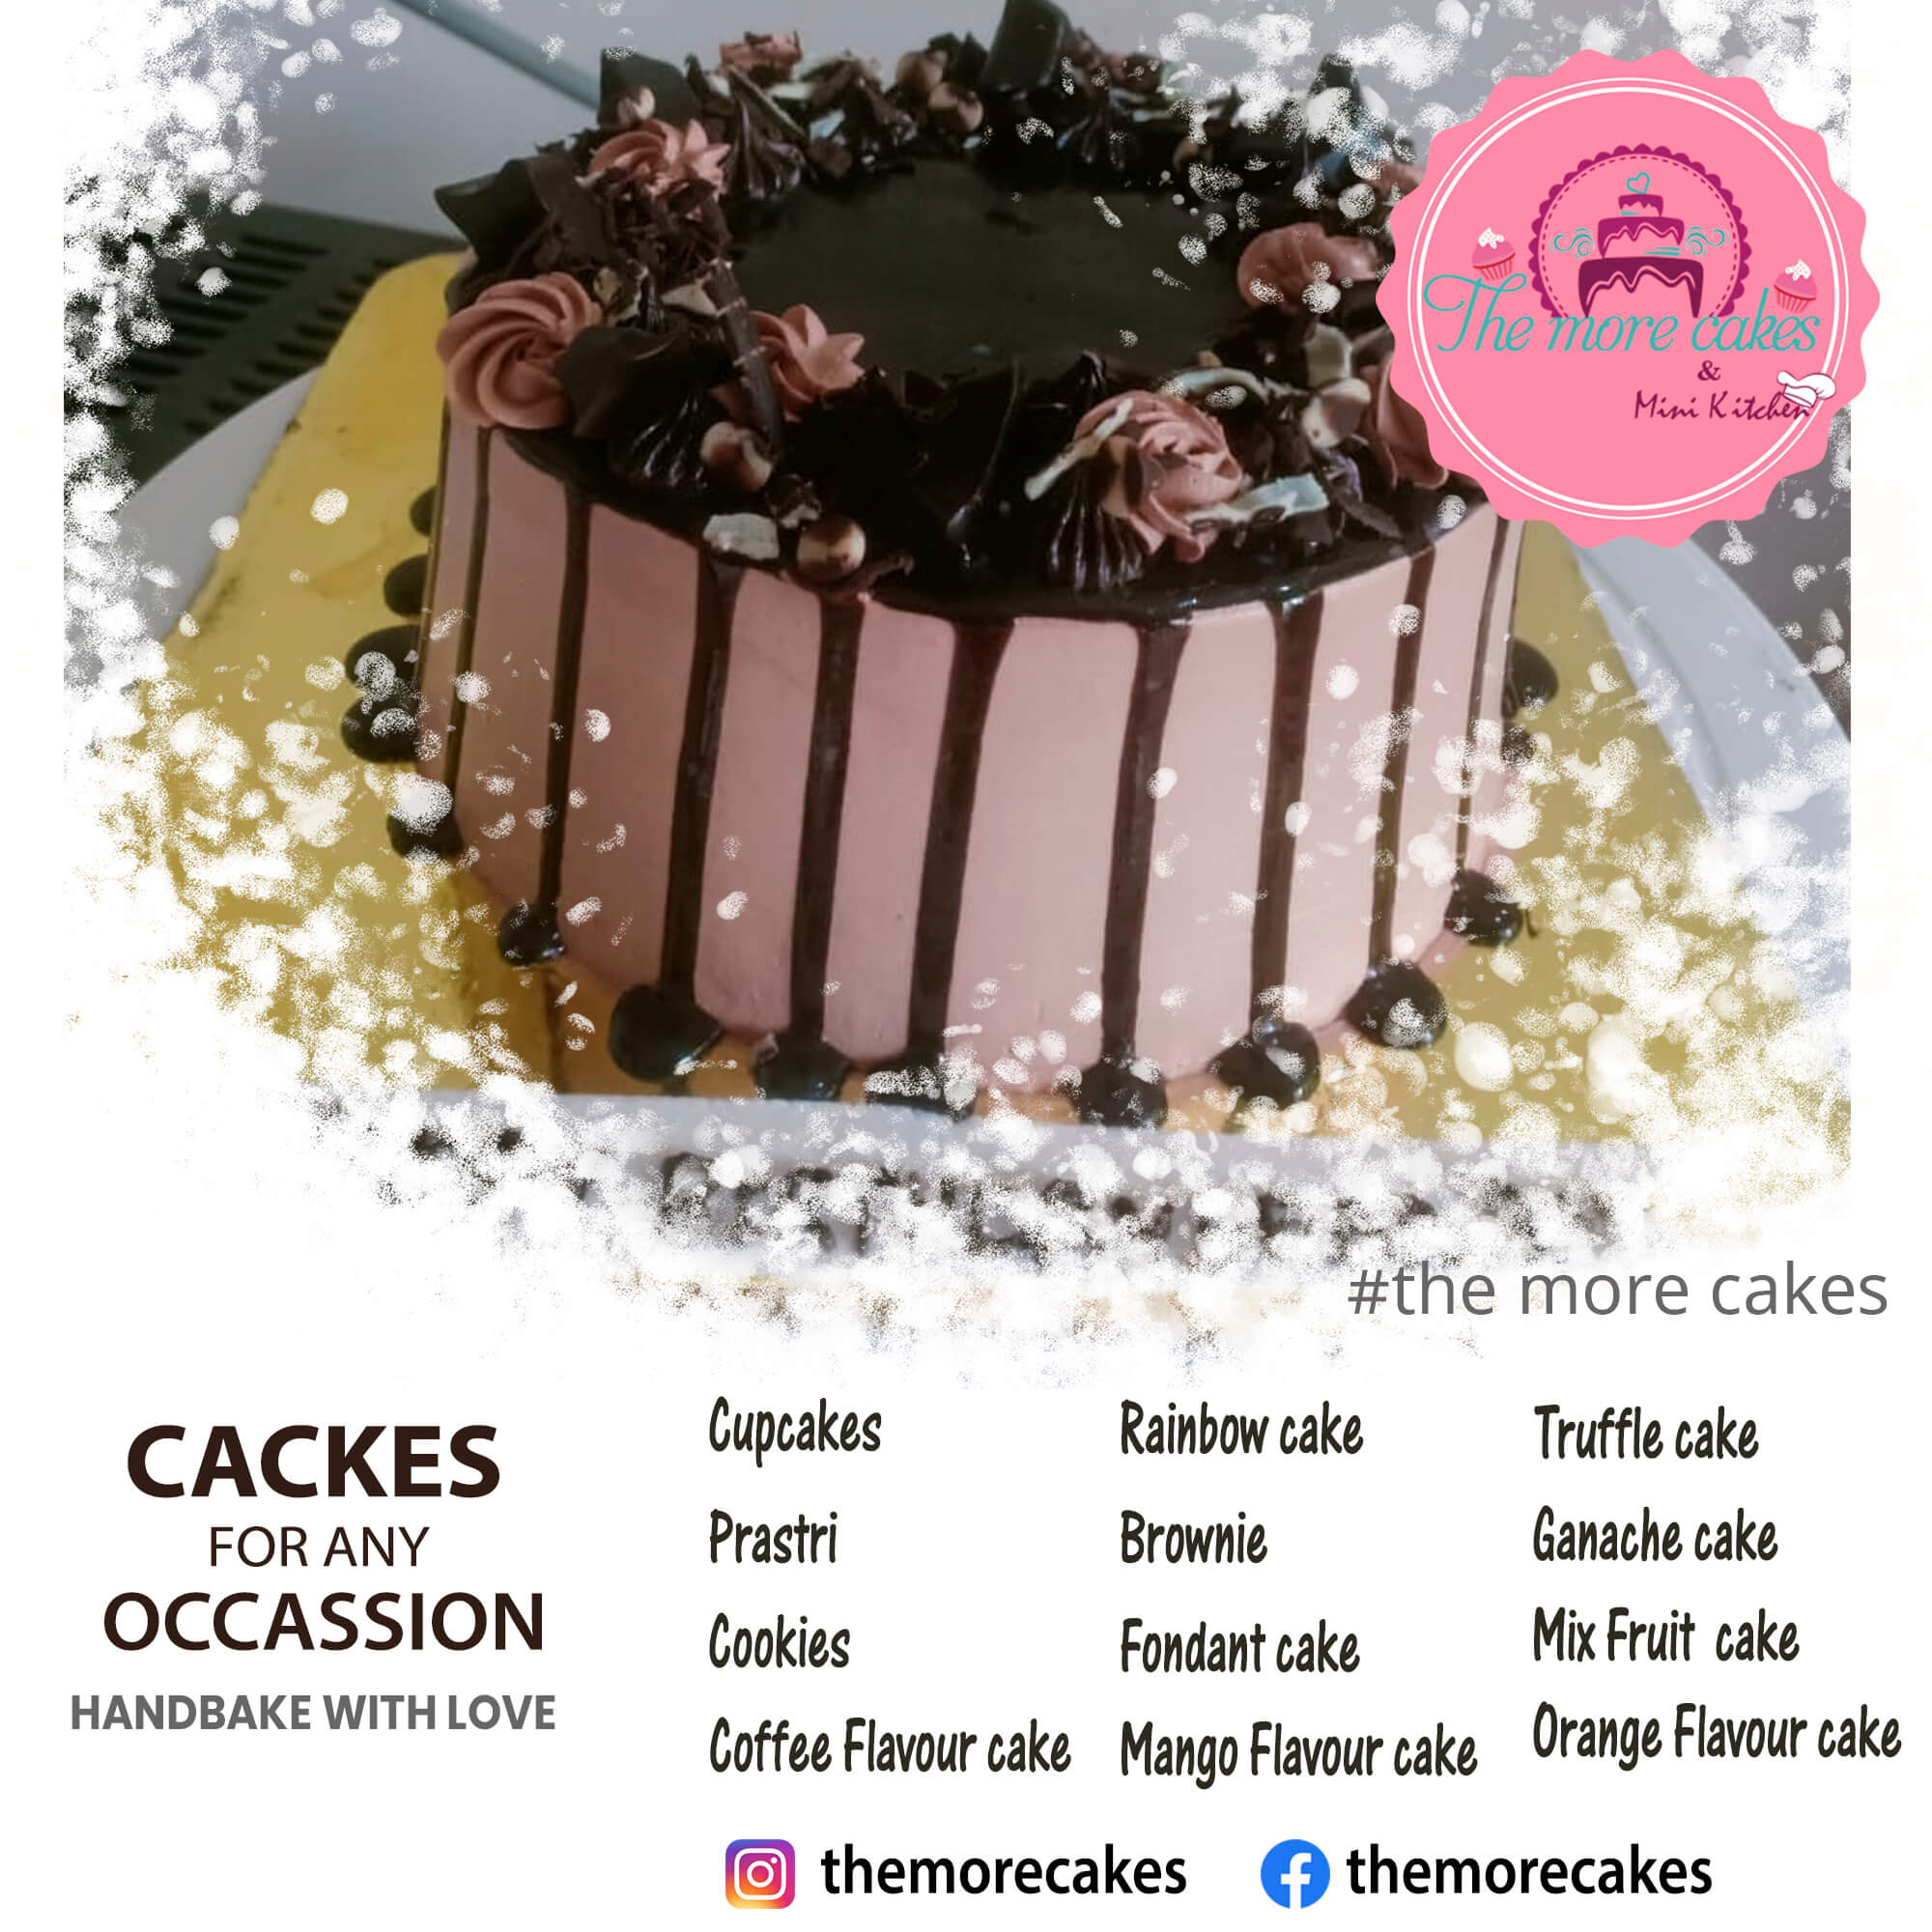 The more cakes
&
Mini Kitchen
#the more cakes
CACKES
FOR ANY
OCCASSION
HANDBAKE WITH LOVE
Cupcakes
Prastri
Cookies
Coffee Flavour cake
Rainbow cake
Brownie
Fondant cake
Mango Flavour cake
Truffle cake
Ganache cake
Mix Fruit cake
Orange Flavour cake
themorecakes
themorecakes